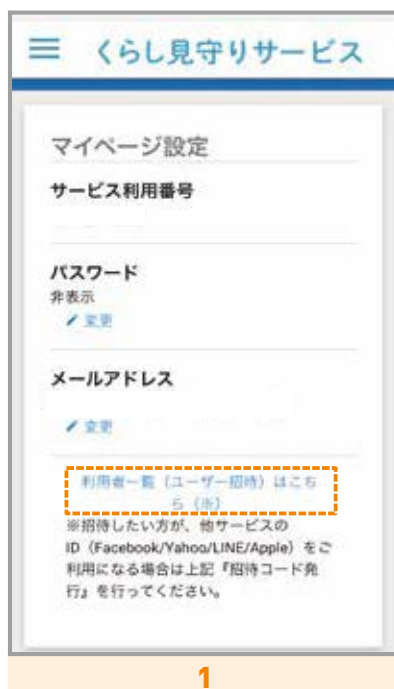 くらし見守りサービス
マイページ設定
サービス利用番号
パスワード
非表示
変更
メールアドレス
変更
利用者一覧（ユーザー招待）はこち
ら（※）
※招待したい方が、他サービスの
ID（Facebook/Yahoo/LINE/Apple）をご
利用になる場合は上記『招待コード発
行』を行ってください。
1